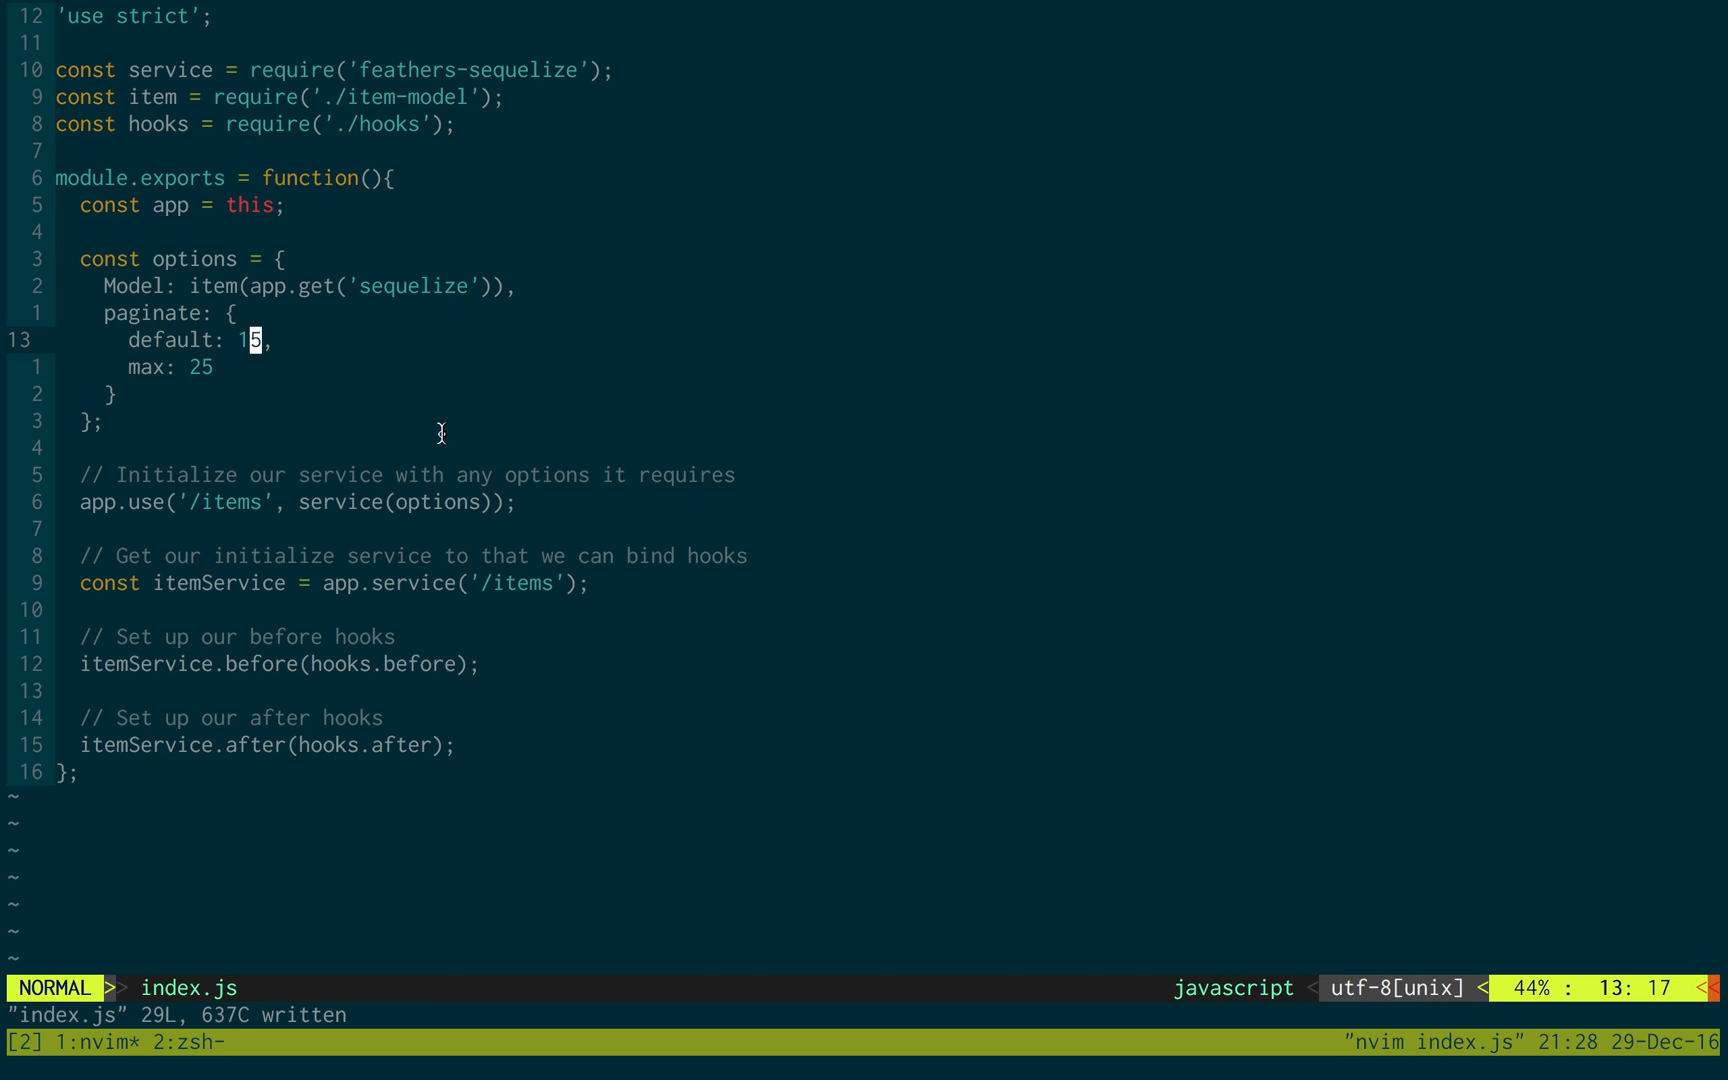 12 'use strict';
11
10 const service = require('feathers-sequelize');
9 const item = require('./item-model');
8 const hooks = require('./hooks');
7
6 module.exports = function(){
5   const app = this;
4
3   const options = {
2     Model: item(app.get('sequelize')),
1     paginate: {
13       default: 15,
1       max: 25
2     }
3   };
4
5   // Initialize our service with any options it requires
6   app.use('/items', service(options));
7
8   // Get our initialize service to that we can bind hooks
9   const itemService = app.service('/items');
10
11   // Set up our before hooks
12   itemService.before(hooks.before);
13
14   // Set up our after hooks
15   itemService.after(hooks.after);
16 };
~
~
~
~
~
~
~
NORMAL >> index.js javascript < utf-8[unix] < 44% : 13: 17 <<
"index.js" 29L, 637C written
[2] 1:nvim* 2:zsh- "nvim index.js" 21:28 29-Dec-16